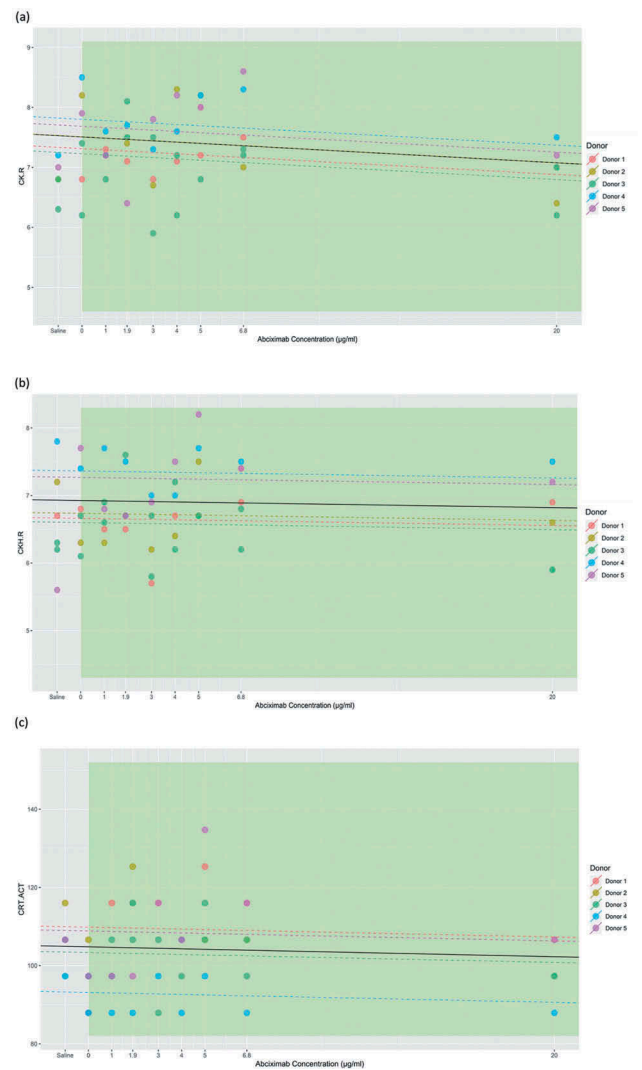 (a)
9
8
7
6
5
CK.R
Saline 0 1 1.9 3 4 5 6.8 20
Abciximab Concentration (µg/ml)
Donor
Donor 1
Donor 2
Donor 3
Donor 4
Donor 5
(b)
8
7
6
5
CKH.R
Saline 0 1 1.9 3 4 5 6.8 20
Abciximab Concentration (µg/ml)
Donor
Donor 1
Donor 2
Donor 3
Donor 4
Donor 5
(c)
140
120
100
80
CRT.ACT
Saline 0 1 1.9 3 4 5 6.8 20
Abciximab Concentration (µg/ml)
Donor
Donor 1
Donor 2
Donor 3
Donor 4
Donor 5